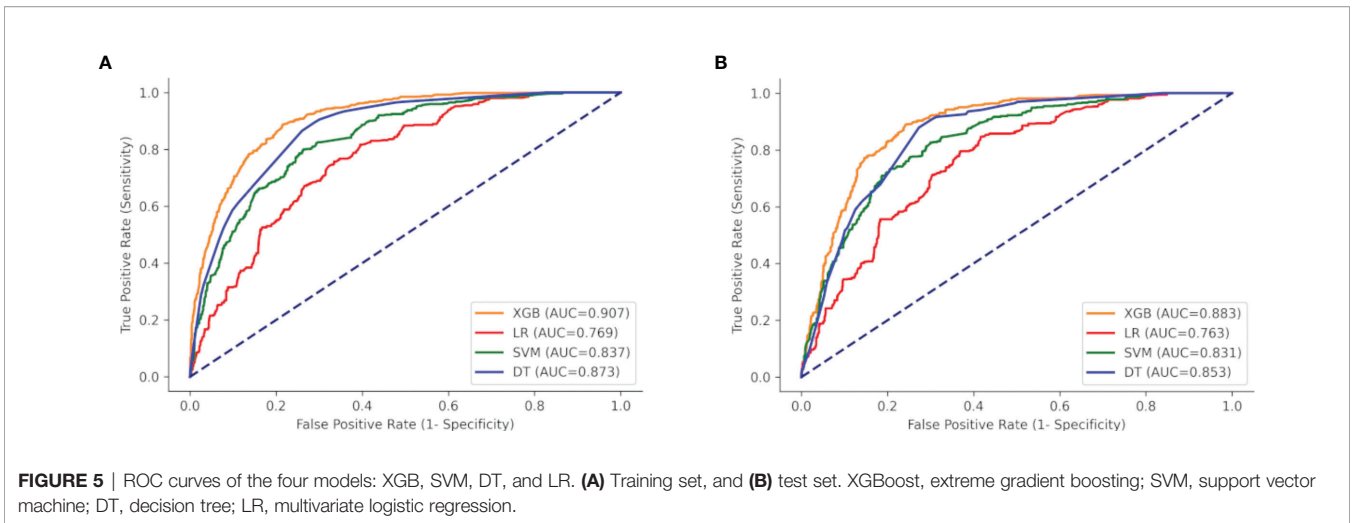 A
True Positive Rate (Sensitivity)
1.0
0.8
0.6
0.4
0.2
0.0
XGB (AUC=0.907)
LR (AUC=0.769)
SVM (AUC=0.837)
DT (AUC=0.873)
0.0 0.2 0.4 0.6 0.8 1.0
False Positive Rate (1- Specificity)
B
True Positive Rate (Sensitivity)
1.0
0.8
0.6
0.4
0.2
0.0
XGB (AUC=0.883)
LR (AUC=0.763)
SVM (AUC=0.831)
DT (AUC=0.853)
0.0 0.2 0.4 0.6 0.8 1.0
False Positive Rate (1- Specificity)
FIGURE 5 | ROC curves of the four models: XGB, SVM, DT, and LR. (A) Training set, and (B) test set. XGBoost, extreme gradient boosting; SVM, support vector
machine; DT, decision tree; LR, multivariate logistic regression.